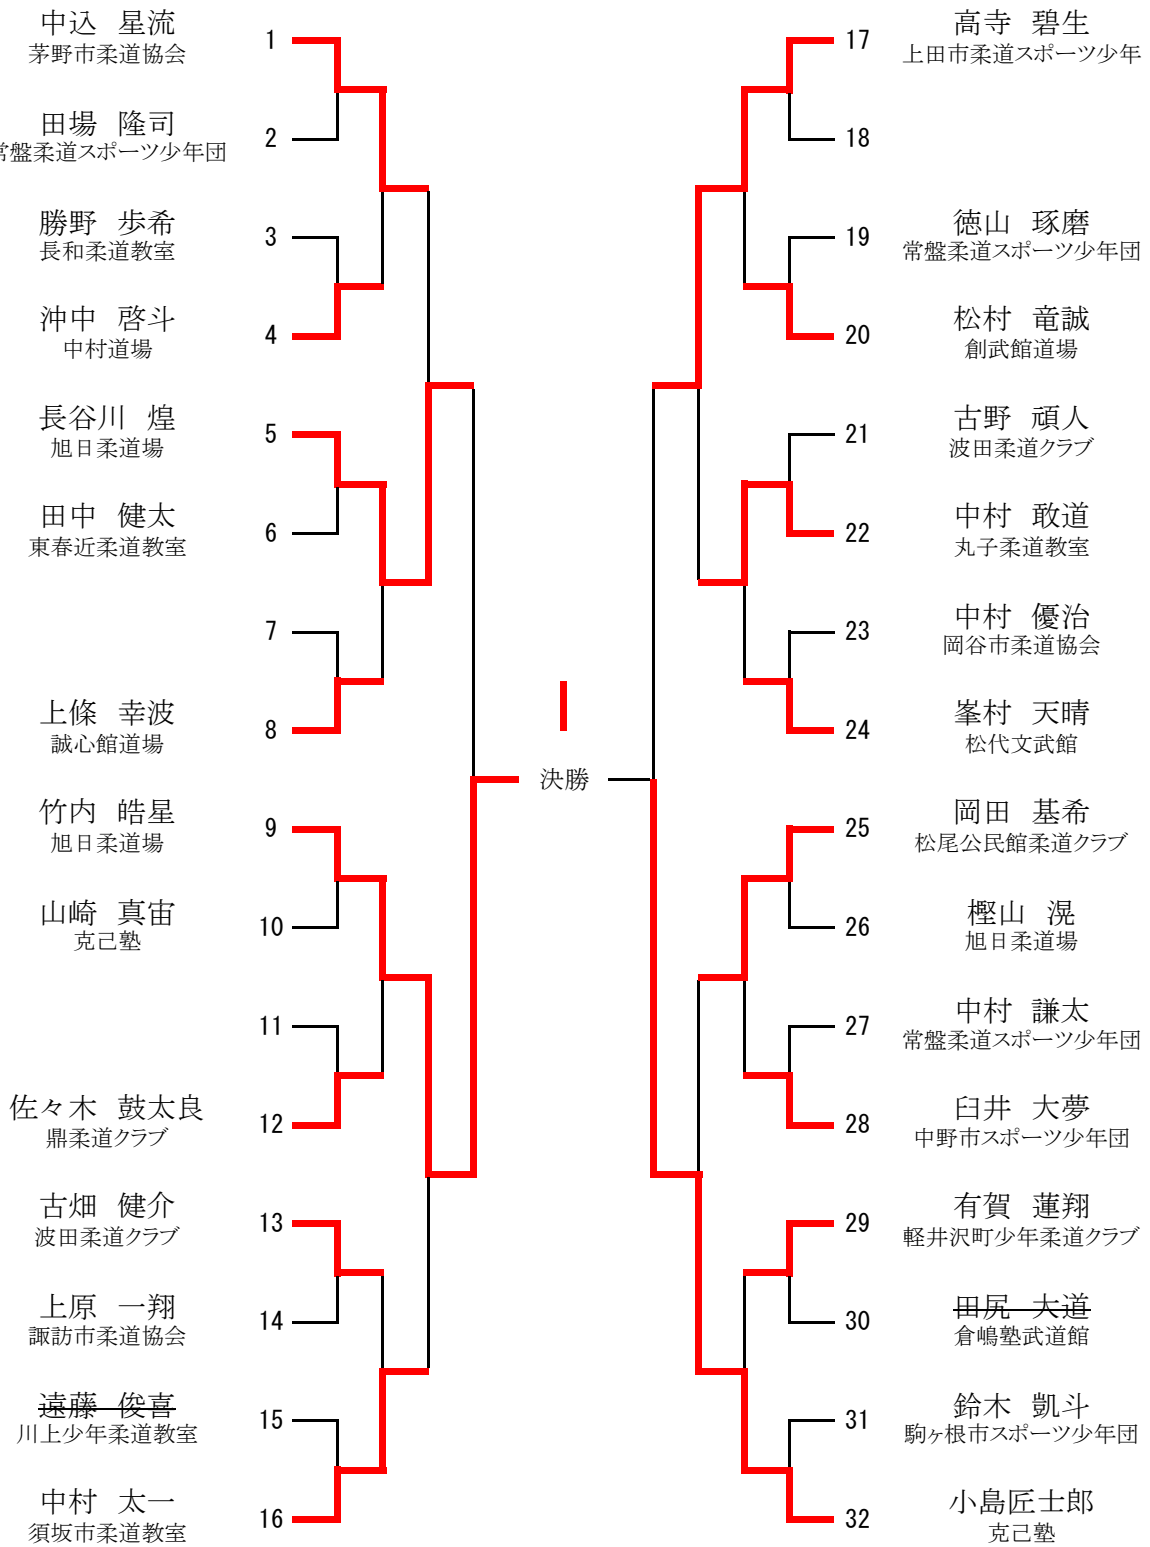 中込　星流
茅野市柔道協会
1
田場　隆司
常盤柔道スポーツ少年団
2
勝野　歩希
長和柔道教室
3
沖中　啓斗
中村道場
4
長谷川　煌
旭日柔道場
5
田中　健太
東春近柔道教室
6
7
上條　幸波
誠心館道場
8
竹内　皓星
旭日柔道場
9
山崎　真宙
克己塾
10
11
佐々木　鼓太良
鼎柔道クラブ
12
古畑　健介
波田柔道クラブ
13
上原　一翔
諏訪市柔道協会
14
遠藤　俊喜
川上少年柔道教室
15
中村　太一
須坂市柔道教室
16
決勝
17
高寺　碧生
上田市柔道スポーツ少年
18
19
徳山　琢磨
常盤柔道スポーツ少年団
20
松村　竜誠
創武館道場
21
古野　頑人
波田柔道クラブ
22
中村　敢道
丸子柔道教室
23
中村　優治
岡谷市柔道協会
24
峯村　天晴
松代文武館
25
岡田　基希
松尾公民館柔道クラブ
26
樫山　滉
旭日柔道場
27
中村　謙太
常盤柔道スポーツ少年団
28
臼井　大夢
中野市スポーツ少年団
29
有賀　蓮翔
軽井沢町少年柔道クラブ
30
田尻　大道
倉嶋塾武道館
31
鈴木　凱斗
駒ヶ根市スポーツ少年団
32
小島匠士郎
克己塾